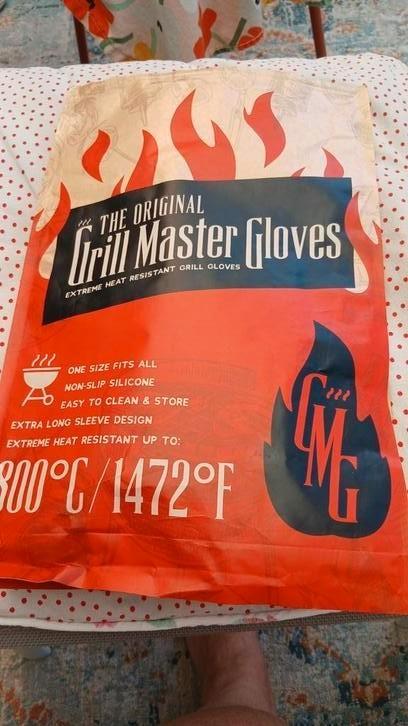 THE ORIGINAL
Grill Master Gloves
EXTREME HEAT RESISTANT GRILL GLOVES
ONE SIZE FITS ALL
NON-SLIP SILICONE
EASY TO CLEAN & STORE
EXTRA LONG SLEEVE DESIGN
EXTREME HEAT RESISTANT UP TO:
800°C/1472°F
GMG